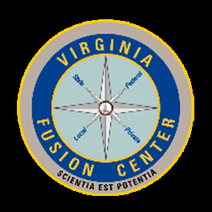 VIRGINIA
FUSION CENTER
State
Federal
Local
Private
SCIENTIA EST POTENTIA